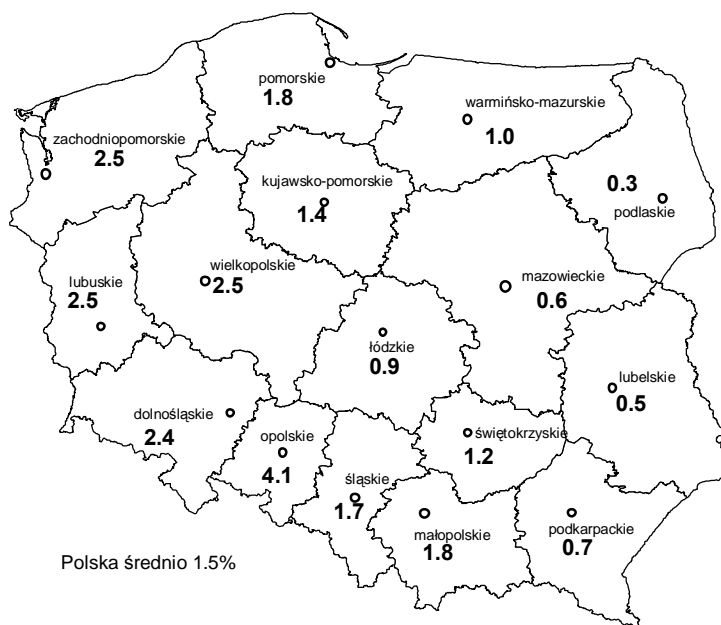 pomorskie
1.8
warmińsko-mazurskie
1.0
zachodniopomorskie
2.5
kujawsko-pomorskie
1.4
0.3
podlaskie
wielkopolskie
2.5
mazowieckie
0.6
lubuskie
2.5
łódzkie
0.9
lubelskie
0.5
dolnośląskie
2.4
opolskie
4.1
świętokrzyskie
1.2
śląskie
1.7
małopolskie
1.8
podkarpackie
0.7
Polska średnio 1.5%